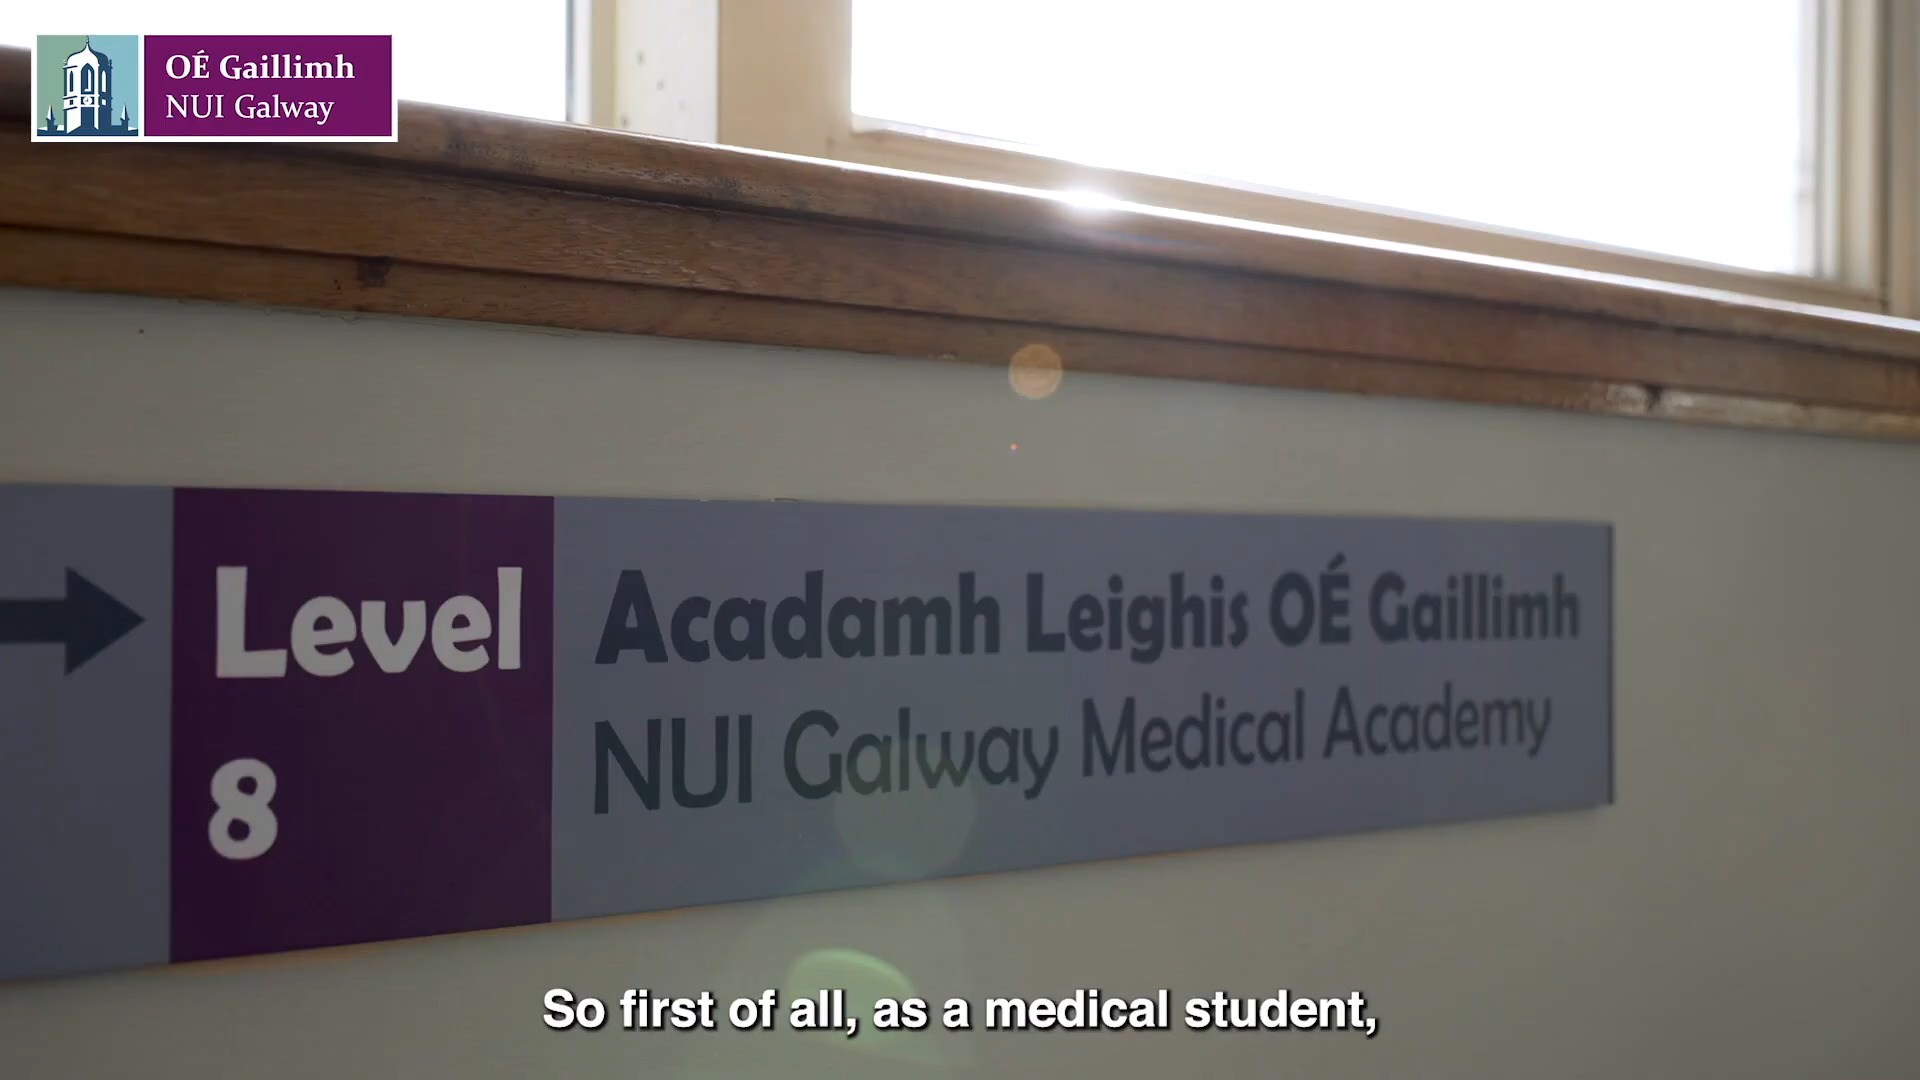 OÉ Gaillimh
NUI Galway
Level
8
Acadamh Leighis OÉ Gaillimh
NUI Galway Medical Academy
So first of all, as a medical student,